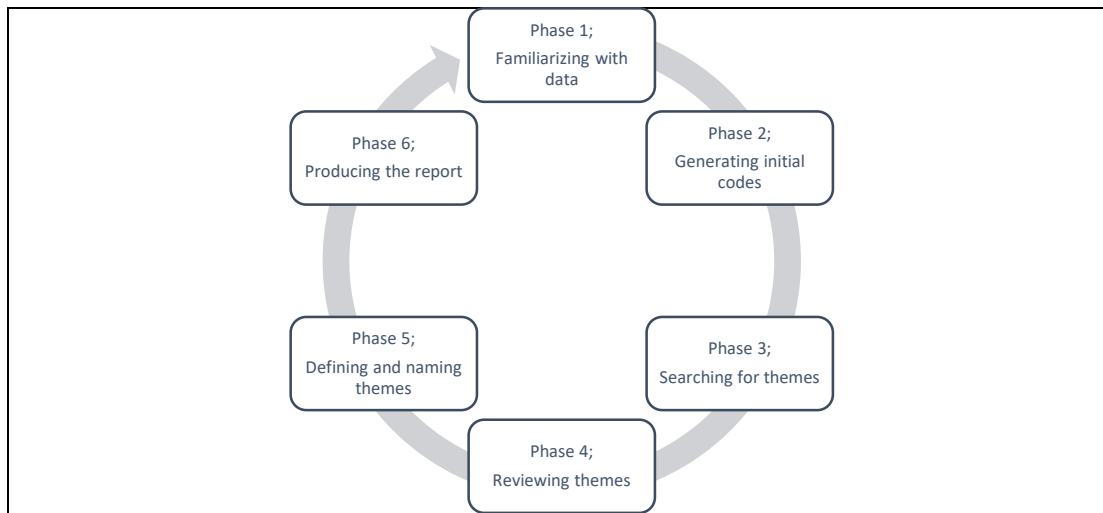 Phase 1;
Familiarizing with
data
Phase 2;
Generating initial
codes
Phase 3;
Searching for themes
Phase 4;
Reviewing themes
Phase 5;
Defining and naming
themes
Phase 6;
Producing the report